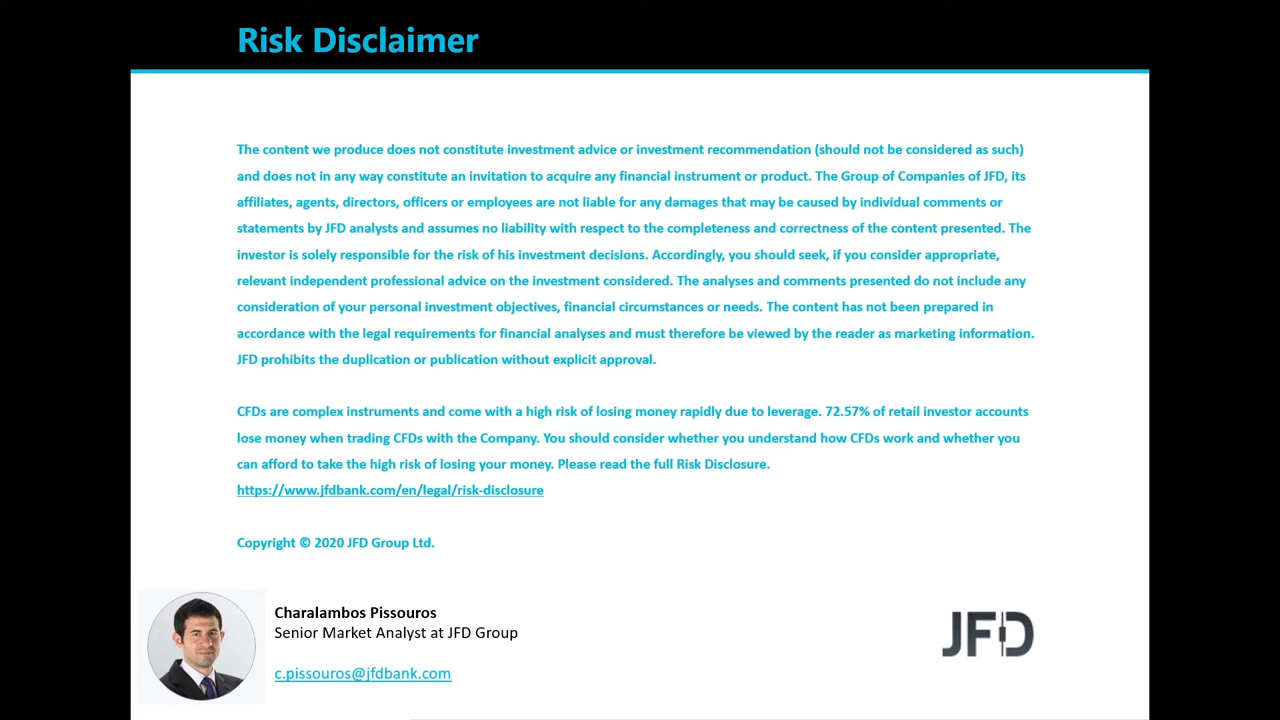 Risk Disclaimer
The content we produce does not constitute investment advice or investment recommendation (should not be considered as such)
and does not in any way constitute an invitation to acquire any financial instrument or product. The Group of Companies of JFD, its
affiliates, agents, directors, officers or employees are not liable for any damages that may be caused by individual comments or
statements by JFD analysts and assumes no liability with respect to the completeness and correctness of the content presented. The
investor is solely responsible for the risk of his investment decisions. Accordingly, you should seek, if you consider appropriate,
relevant independent professional advice on the investment considered. The analyses and comments presented do not include any
consideration of your personal investment objectives, financial circumstances or needs. The content has not been prepared in
accordance with the legal requirements for financial analyses and must therefore be viewed by the reader as marketing information.
JFD prohibits the duplication or publication without explicit approval.
CFDs are complex instruments and come with a high risk of losing money rapidly due to leverage. 72.57% of retail investor accounts
lose money when trading CFDs with the Company. You should consider whether you understand how CFDs work and whether you
can afford to take the high risk of losing your money. Please read the full Risk Disclosure.
https://www.jfdbank.com/en/legal/risk-disclosure
Copyright © 2020 JFD Group Ltd.
Charalambos Pissouros
Senior Market Analyst at JFD Group
c.pissouros@jfdbank.com
JFD